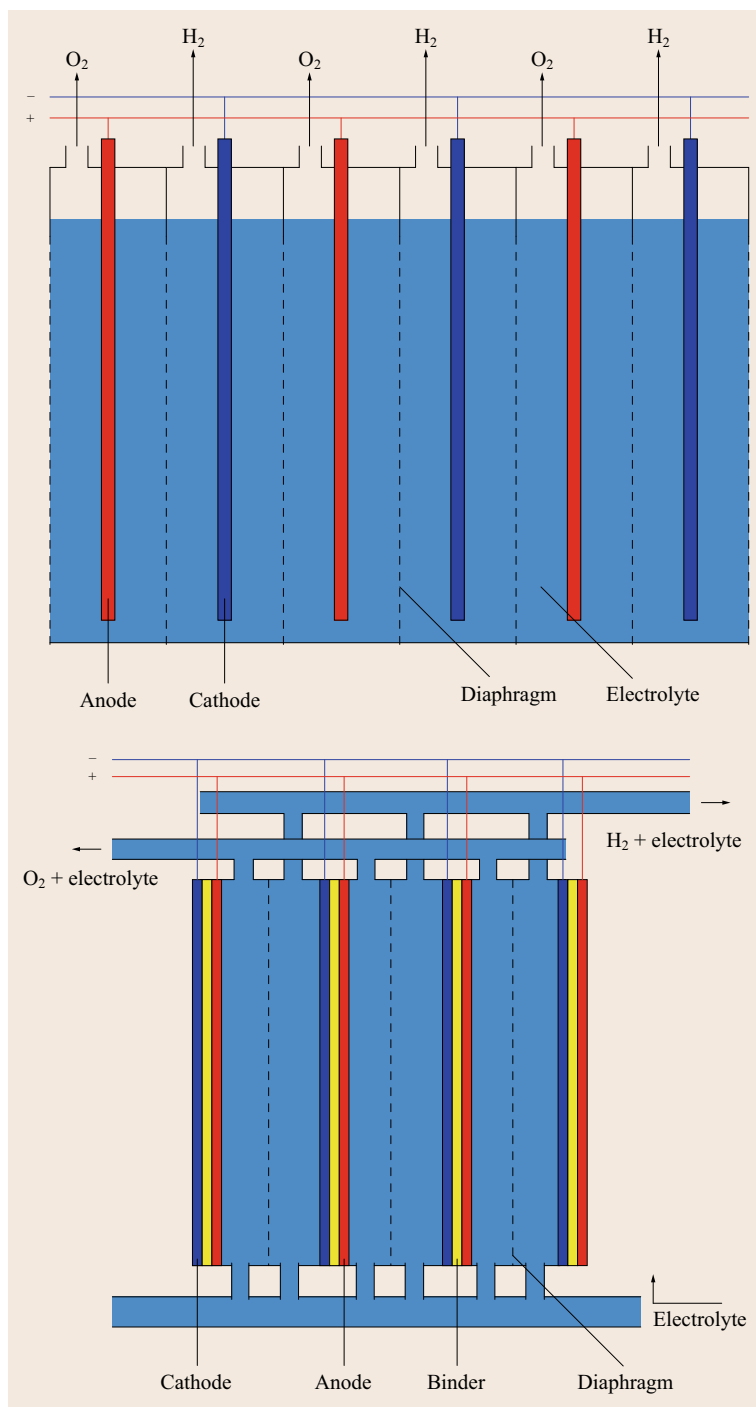 H₂ H₂ H₂
O₂ O₂ O₂
−
+
Anode Cathode Diaphragm Electrolyte
−
+
H₂ + electrolyte
O₂ + electrolyte
Electrolyte
Cathode Anode Binder Diaphragm